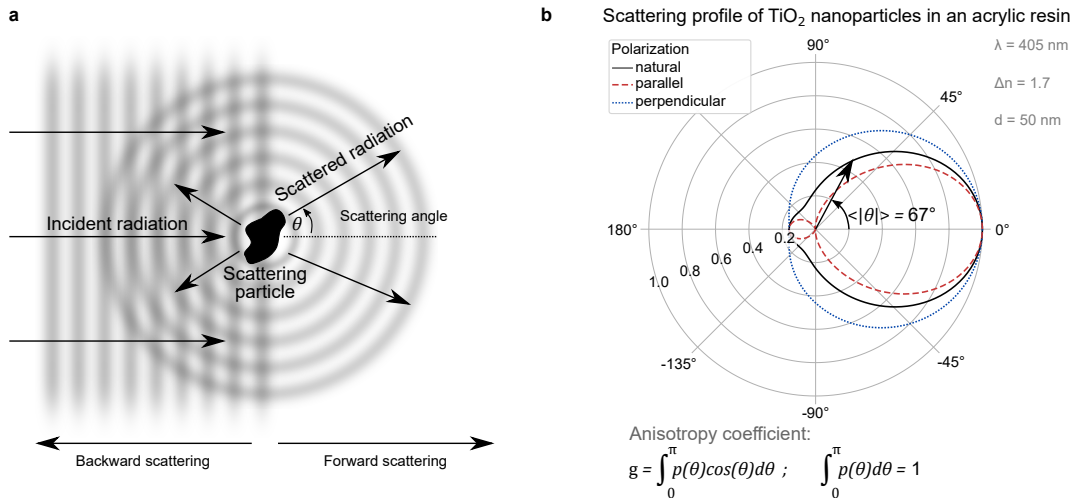 a
Scattered radiation
Incident radiation
θ
Scattering angle
Scattering
particle
Backward scattering
Forward scattering
b
Scattering profile of TiO₂ nanoparticles in an acrylic resin
Polarization
natural
parallel
perpendicular
λ = 405 nm
Δn = 1.7
d = 50 nm
90°
45°
<|θ|> = 67°
180°
0°
0.2
0.4
0.6
0.8
1.0
-135°
-45°
-90°
Anisotropy coefficient:
g = ∫₀^π p(θ)cos(θ)dθ ; ∫₀^π p(θ)dθ = 1